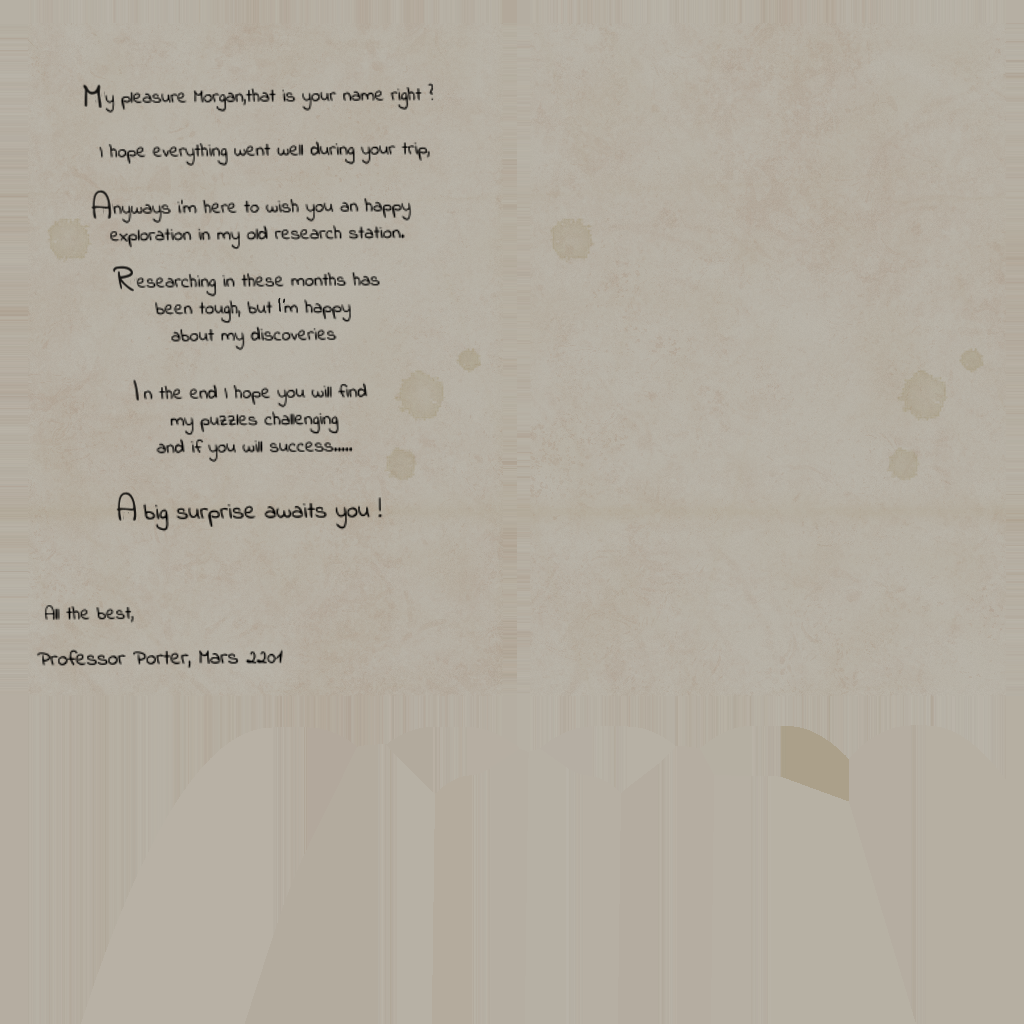 My pleasure Morgan,that is your name right ?
I hope everything went well during your trip,
Anyways i'm here to wish you an happy
exploration in my old research station.
Researching in these months has
been tough, but I'm happy
about my discoveries
In the end I hope you will find
my puzzles challenging
and if you will success.....
A big surprise awaits you !
All the best,
Professor Porter, Mars 2201